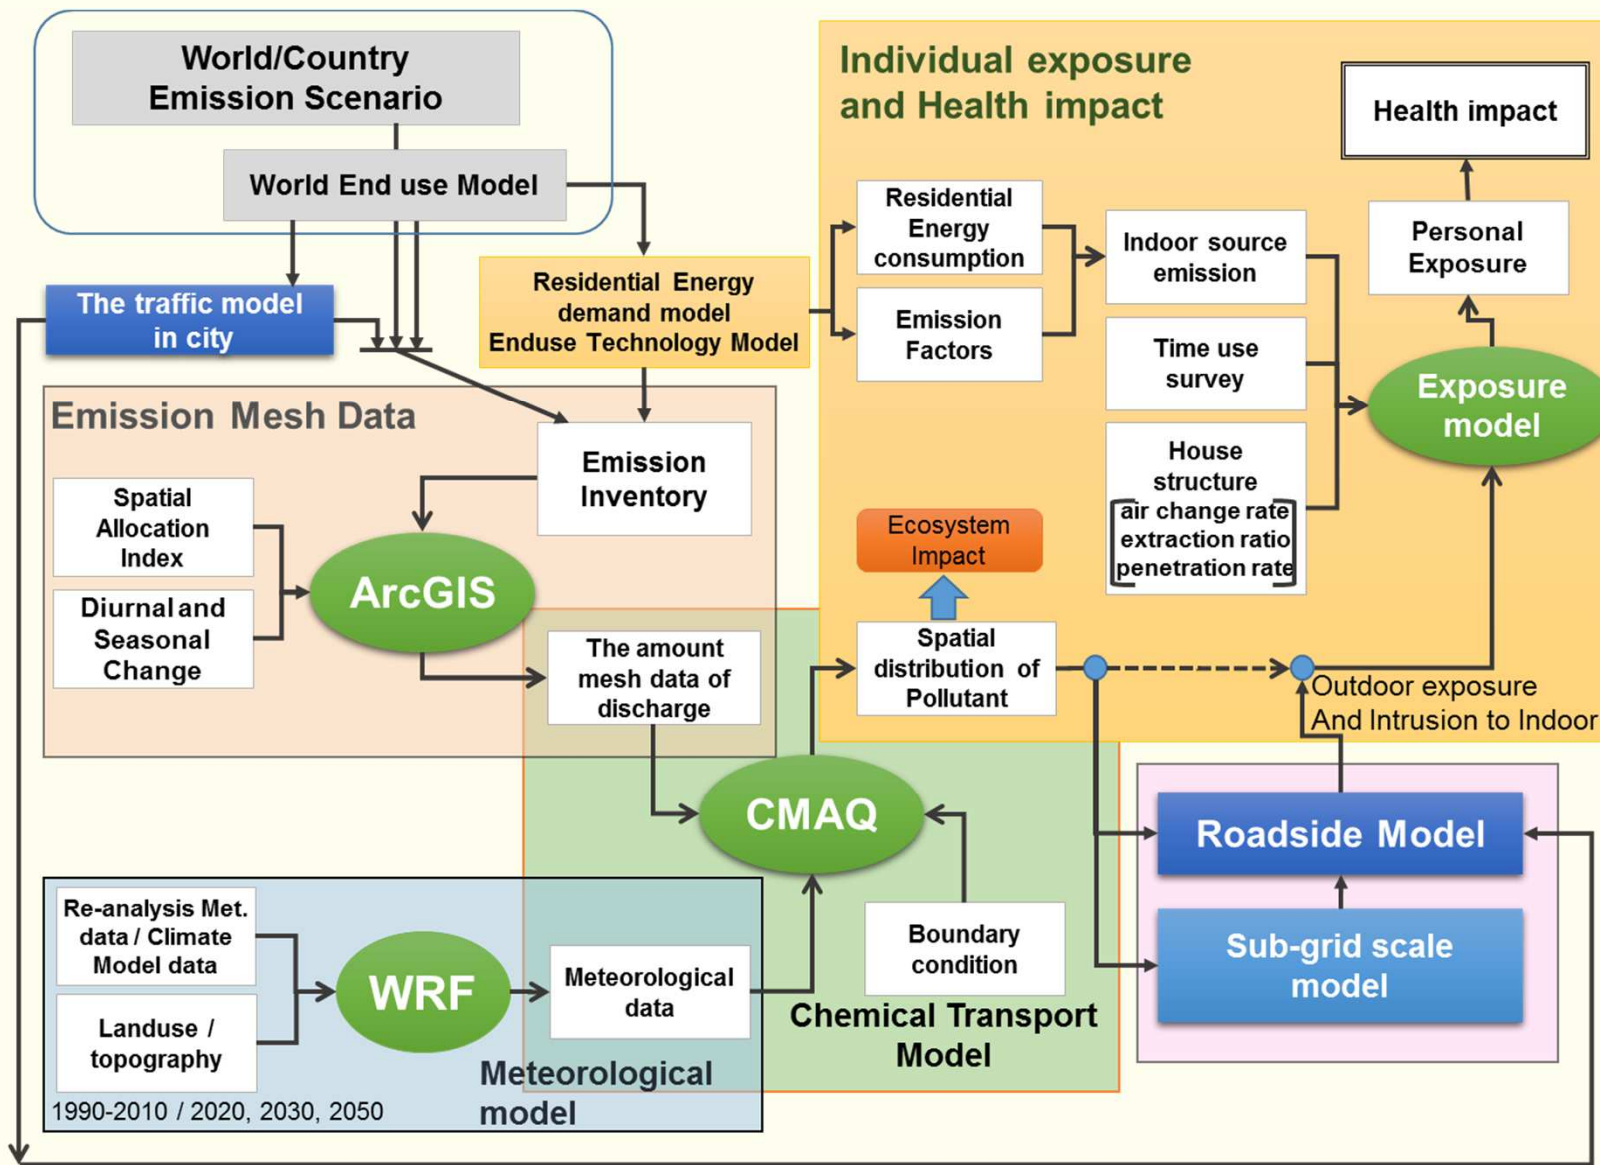 World/Country
Emission Scenario
World End use Model
The traffic model
in city
Residential Energy
demand model
Enduse Technology Model
Emission Mesh Data
Emission
Inventory
Spatial
Allocation
Index
Diurnal and
Seasonal
Change
ArcGIS
The amount
mesh data of
discharge
Re-analysis Met.
data / Climate
Model data
Landuse /
topography
WRF
Meteorological
data
Meteorological
model
1990-2010 / 2020, 2030, 2050
CMAQ
Boundary
condition
Chemical Transport
Model
Individual exposure
and Health impact
Health impact
Residential
Energy
consumption
Emission
Factors
Indoor source
emission
Time use
survey
House
structure
air change rate
extraction ratio
penetration rate
Personal
Exposure
Exposure
model
Ecosystem
Impact
Spatial
distribution of
Pollutant
Outdoor exposure
And Intrusion to Indoor
Roadside Model
Sub-grid scale
model